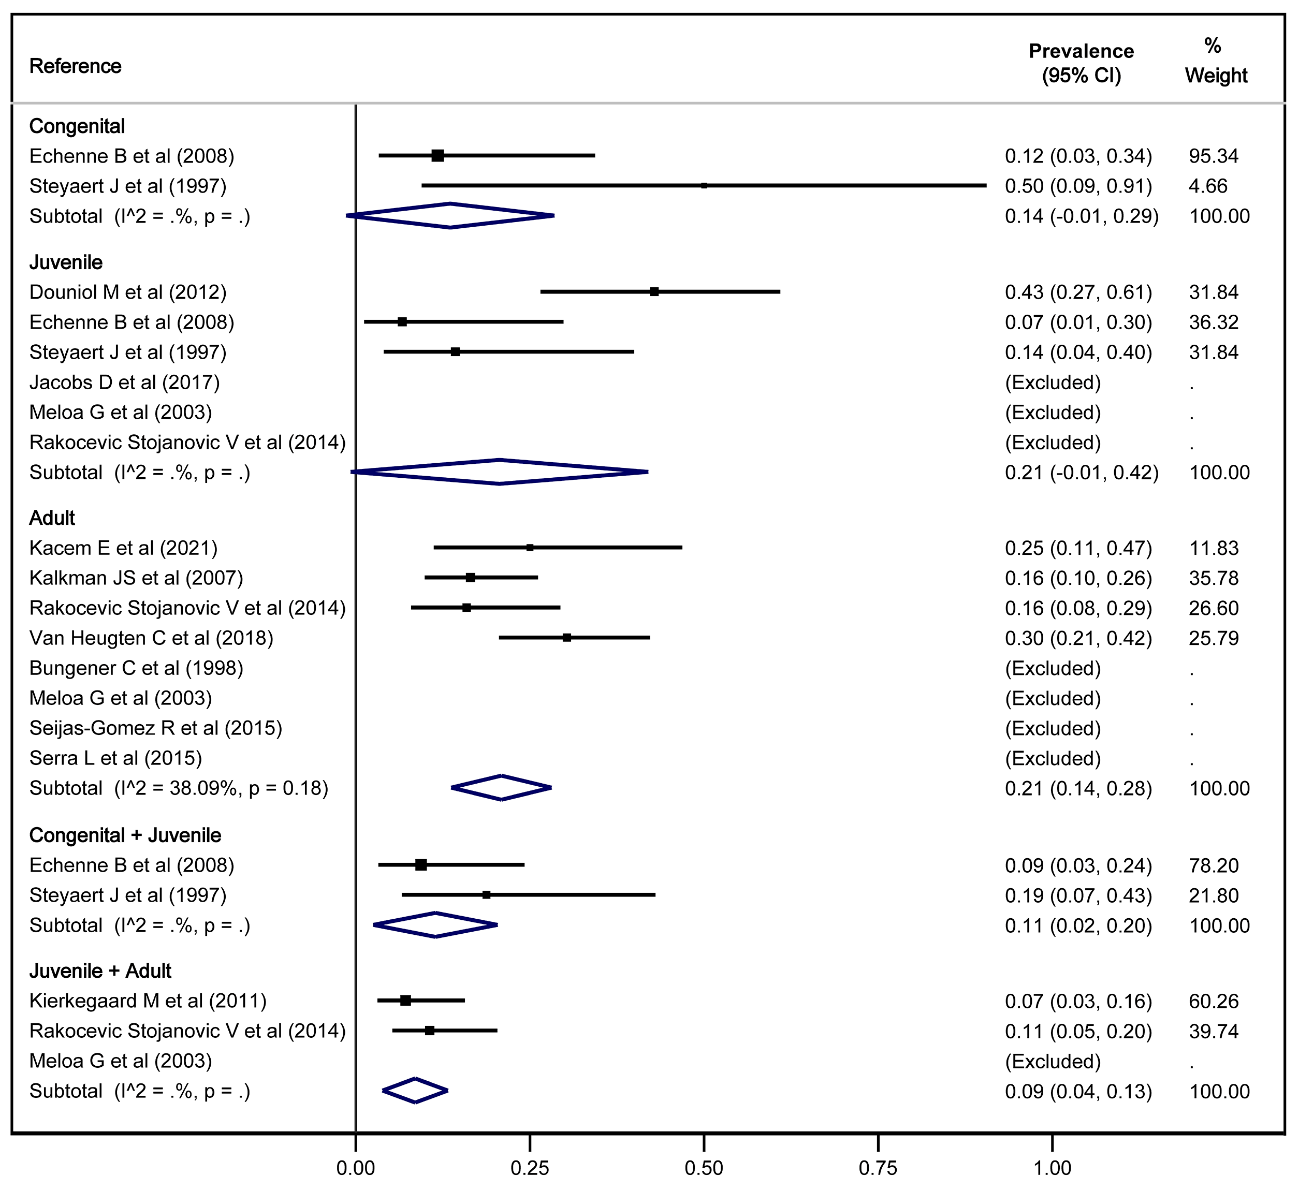 Reference Prevalence (95% CI) % Weight
Congenital
Echenne B et al (2008) 0.12 (0.03, 0.34) 95.34
Steyaert J et al (1997) 0.50 (0.09, 0.91) 4.66
Subtotal (I^2 = .%, p = .) 0.14 (-0.01, 0.29) 100.00
Juvenile
Douniol M et al (2012) 0.43 (0.27, 0.61) 31.84
Echenne B et al (2008) 0.07 (0.01, 0.30) 36.32
Steyaert J et al (1997) 0.14 (0.04, 0.40) 31.84
Jacobs D et al (2017) (Excluded) .
Meloa G et al (2003) (Excluded) .
Rakocevic Stojanovic V et al (2014) (Excluded) .
Subtotal (I^2 = .%, p = .) 0.21 (-0.01, 0.42) 100.00
Adult
Kacem E et al (2021) 0.25 (0.11, 0.47) 11.83
Kalkman JS et al (2007) 0.16 (0.10, 0.26) 35.78
Rakocevic Stojanovic V et al (2014) 0.16 (0.08, 0.29) 26.60
Van Heugten C et al (2018) 0.30 (0.21, 0.42) 25.79
Bungener C et al (1998) (Excluded) .
Meloa G et al (2003) (Excluded) .
Seijas-Gomez R et al (2015) (Excluded) .
Serra L et al (2015) (Excluded) .
Subtotal (I^2 = 38.09%, p = 0.18) 0.21 (0.14, 0.28) 100.00
Congenital + Juvenile
Echenne B et al (2008) 0.09 (0.03, 0.24) 78.20
Steyaert J et al (1997) 0.19 (0.07, 0.43) 21.80
Subtotal (I^2 = .%, p = .) 0.11 (0.02, 0.20) 100.00
Juvenile + Adult
Kierkegaard M et al (2011) 0.07 (0.03, 0.16) 60.26
Rakocevic Stojanovic V et al (2014) 0.11 (0.05, 0.20) 39.74
Meloa G et al (2003) (Excluded) .
Subtotal (I^2 = .%, p = .) 0.09 (0.04, 0.13) 100.00
0.00 0.25 0.50 0.75 1.00